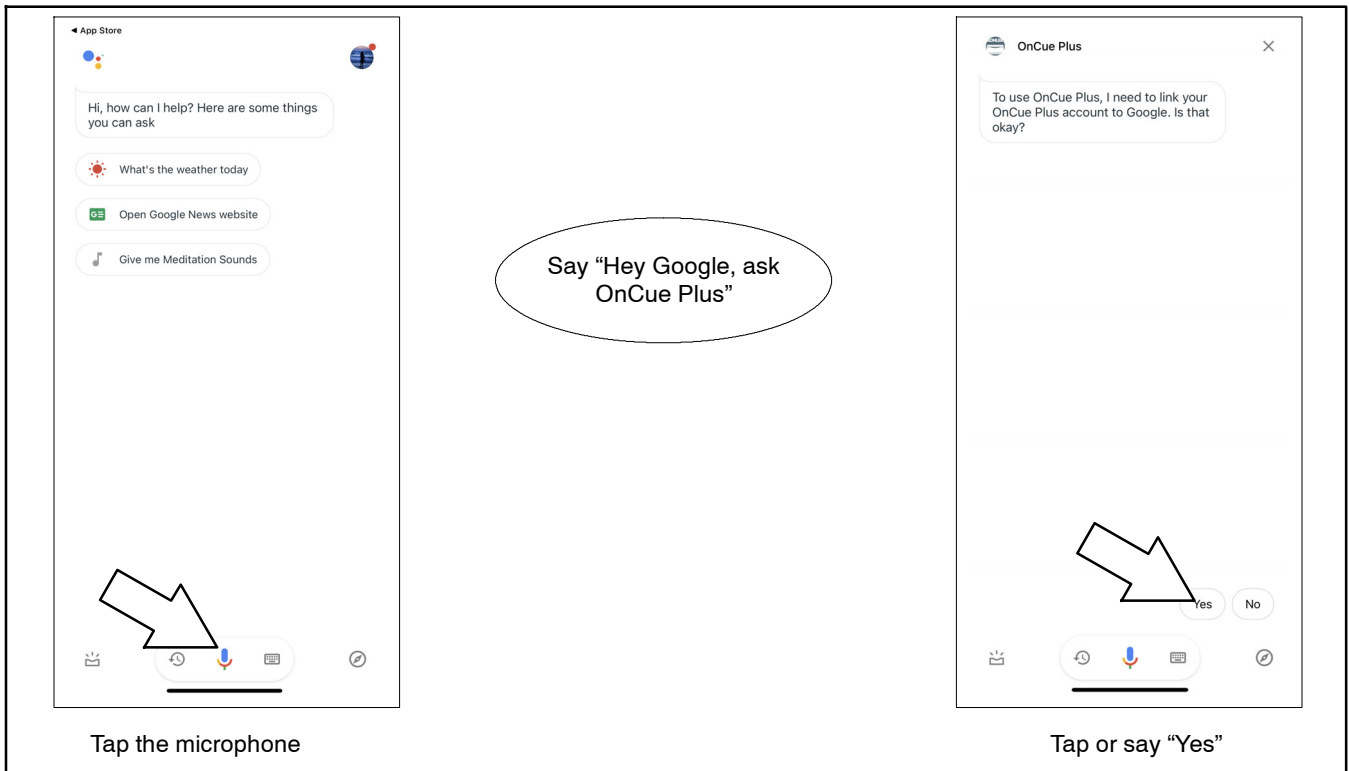 ◄ App Store
Hi, how can I help? Here are some things
you can ask
What's the weather today
GE Open Google News website
Give me Meditation Sounds
Tap the microphone
Say “Hey Google, ask
OnCue Plus”
OnCue Plus
To use OnCue Plus, I need to link your
OnCue Plus account to Google. Is that
okay?
Yes No
Tap or say “Yes”